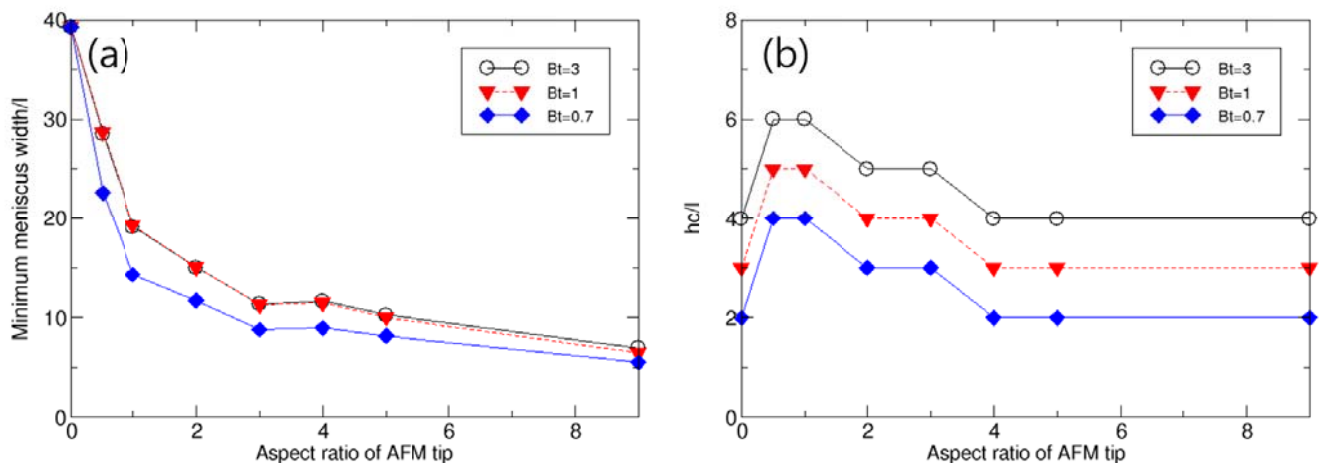 (a)
Bt=3
Bt=1
Bt=0.7
Minimum meniscus width/l
40
30
20
10
0
0 2 4 6 8
Aspect ratio of AFM tip
(b)
Bt=3
Bt=1
Bt=0.7
hc/l
8
6
4
2
0
0 2 4 6 8
Aspect ratio of AFM tip